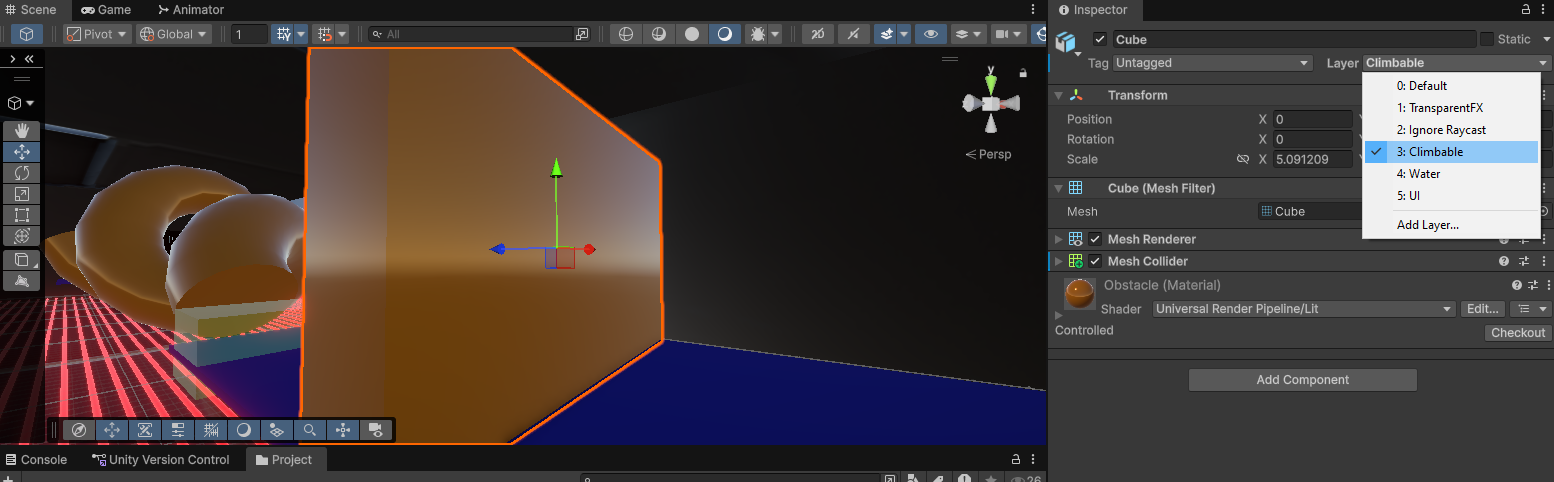 Scene Game Animator
Pivot Global 1 All 2D
Persp
y
Console Unity Version Control Project
26
Inspector
Cube Static
Tag Untagged Layer Climbable
0: Default
1: TransparentFX
2: Ignore Raycast
3: Climbable
4: Water
5: UI
Add Layer...
Transform
Position X 0
Rotation X 0
Scale X 5.091209
Cube (Mesh Filter)
Mesh Cube
Mesh Renderer
Mesh Collider
Obstacle (Material)
Shader Universal Render Pipeline/Lit Edit...
Controlled
Checkout
Add Component